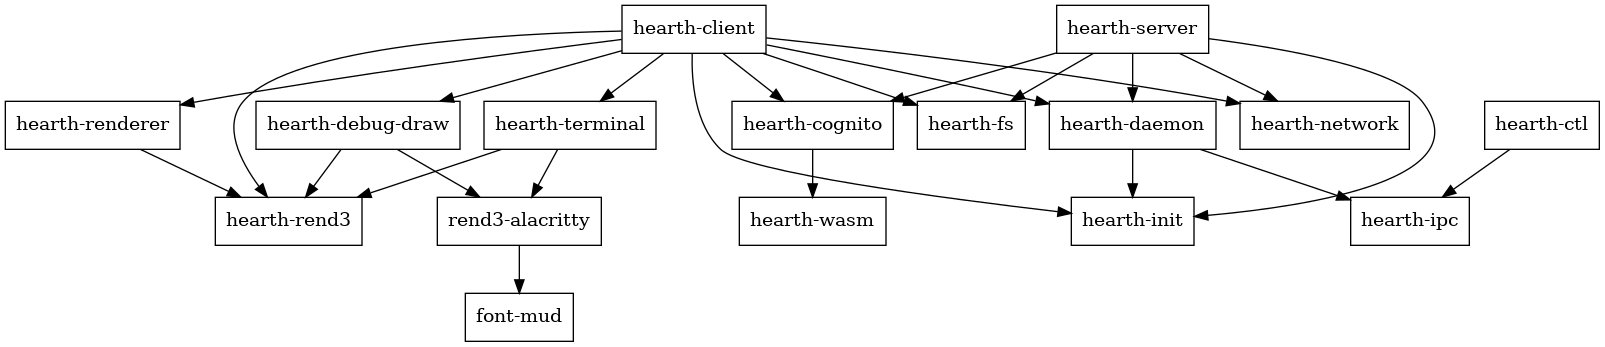 hearth-client
hearth-server
hearth-renderer
hearth-debug-draw
hearth-terminal
hearth-cognito
hearth-fs
hearth-daemon
hearth-network
hearth-ctl
hearth-rend3
rend3-alacritty
hearth-wasm
hearth-init
hearth-ipc
font-mud